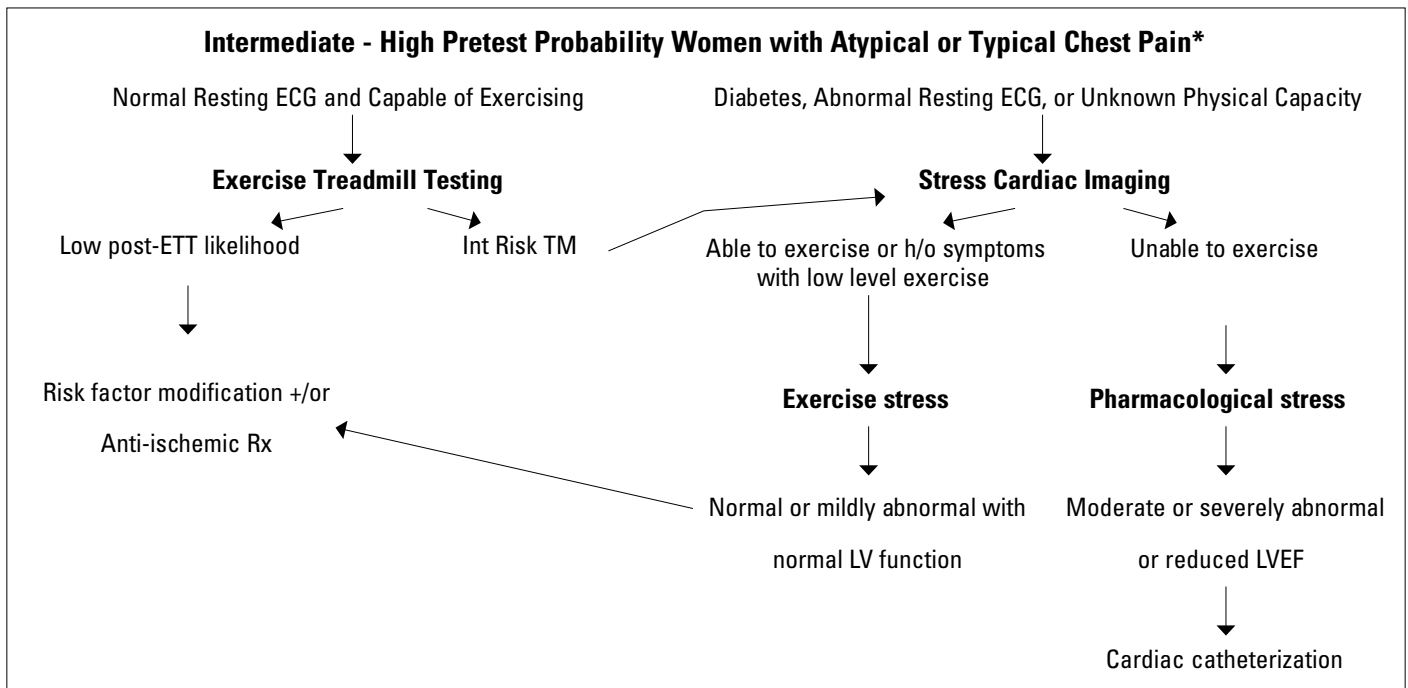 Intermediate - High Pretest Probability Women with Atypical or Typical Chest Pain*
Normal Resting ECG and Capable of Exercising
Diabetes, Abnormal Resting ECG, or Unknown Physical Capacity
Exercise Treadmill Testing
Stress Cardiac Imaging
Low post-ETT likelihood
Int Risk TM
Able to exercise or h/o symptoms
with low level exercise
Unable to exercise
Risk factor modification +/or
Anti-ischemic Rx
Exercise stress
Pharmacological stress
Normal or mildly abnormal with
normal LV function
Moderate or severely abnormal
or reduced LVEF
Cardiac catheterization